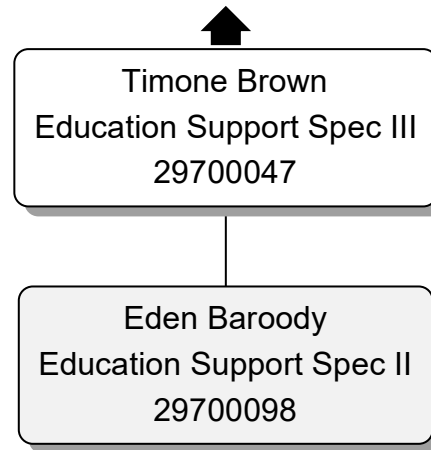 Timone Brown
Education Support Spec III
29700047
Eden Baroody
Education Support Spec II
29700098